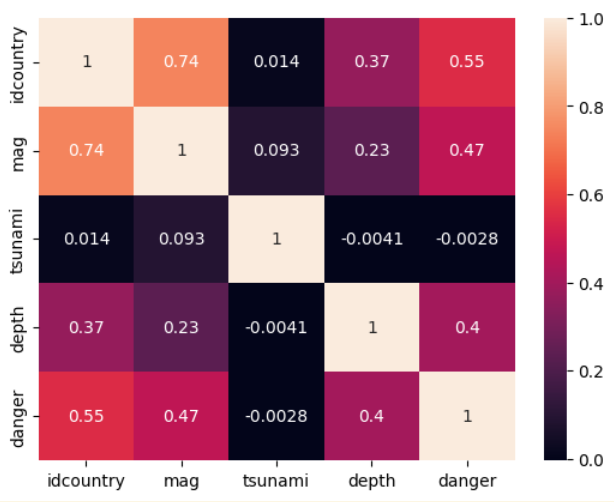 idcountry 1 0.74 0.014 0.37 0.55
mag 0.74 1 0.093 0.23 0.47
tsunami 0.014 0.093 1 -0.0041 -0.0028
depth 0.37 0.23 -0.0041 1 0.4
danger 0.55 0.47 -0.0028 0.4 1
idcountry mag tsunami depth danger
1.0
0.8
0.6
0.4
0.2
0.0